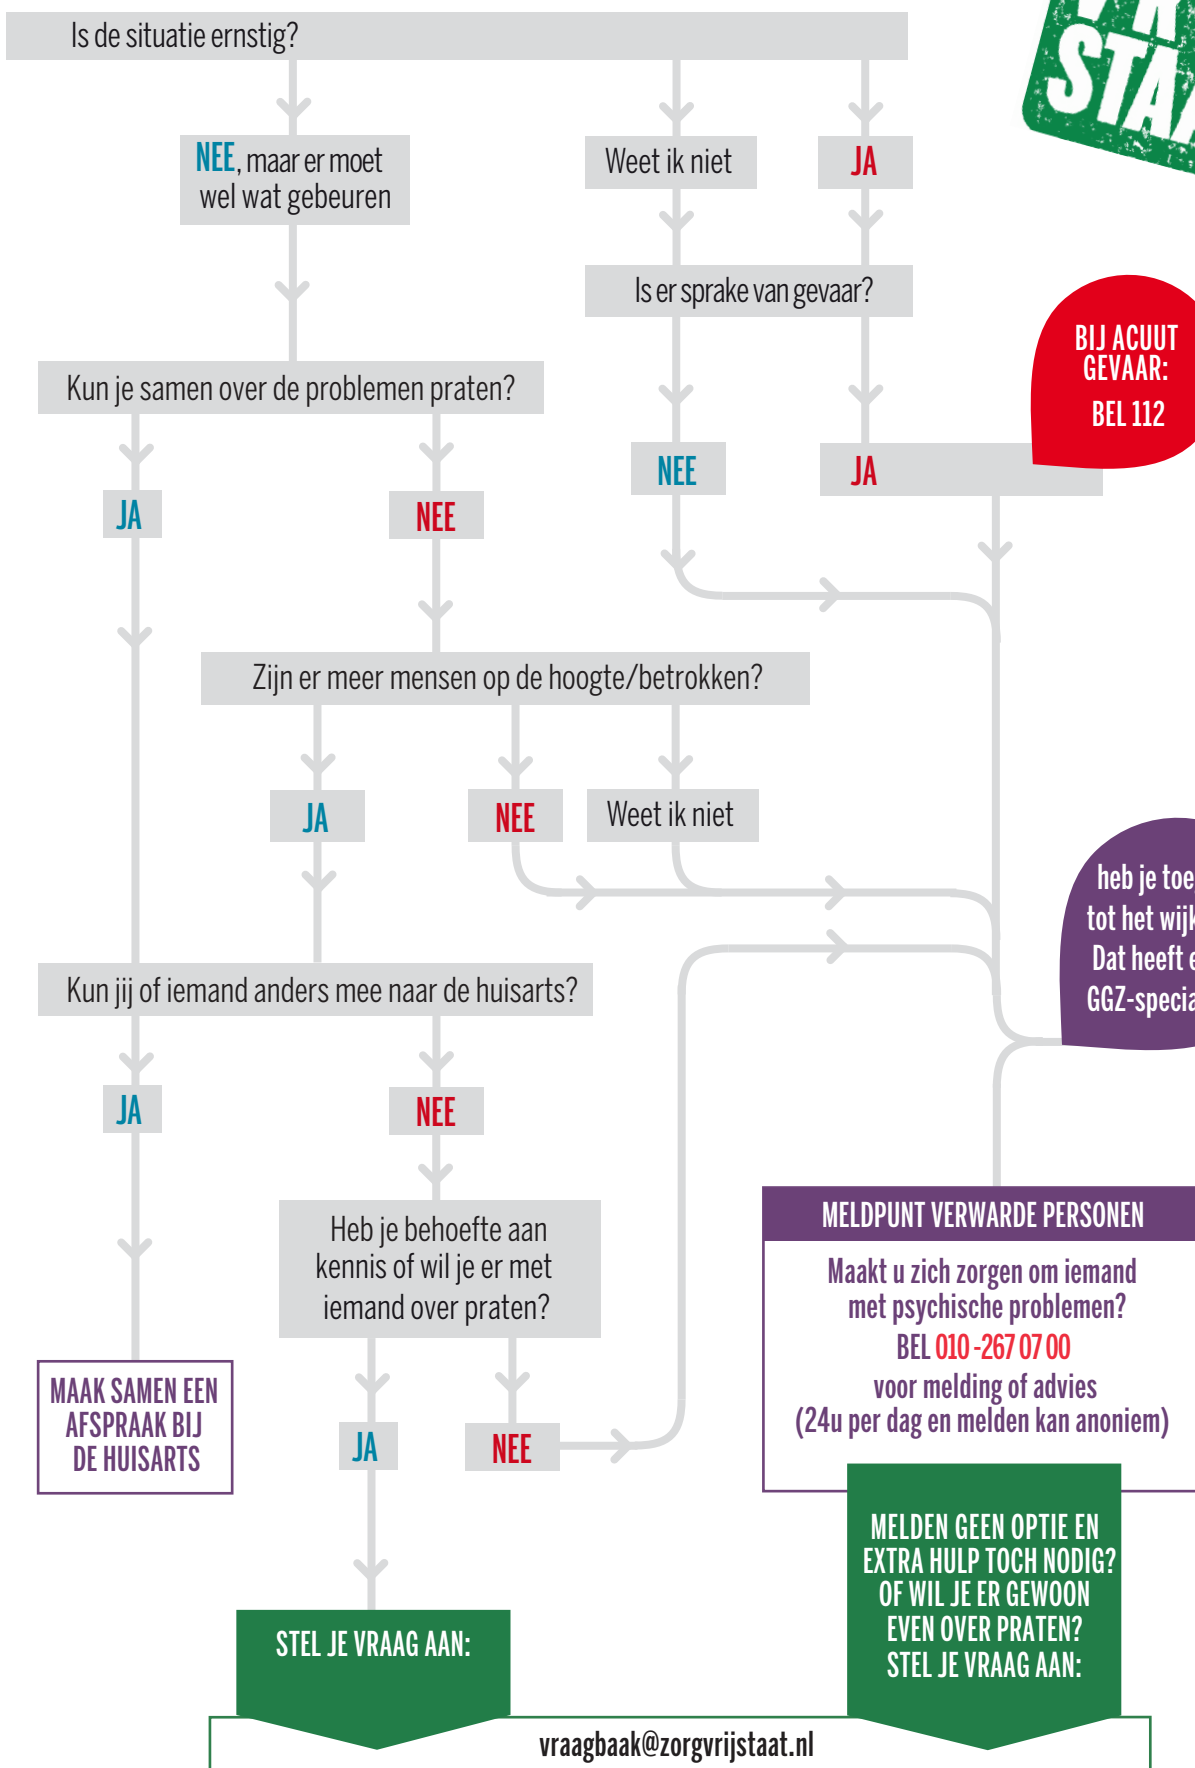 Is de situatie ernstig?
STAA
NEE, maar er moet
wel wat gebeuren
Weet ik niet
JA
Is er sprake van gevaar?
BIJ ACUUT
GEVAAR:
BEL 112
Kun je samen over de problemen praten?
NEE
JA
JA
NEE
Zijn er meer mensen op de hoogte/betrokken?
JA
NEE
Weet ik niet
heb je
tot het
Dat heeft
Kun jij of iemand anders mee naar de huisarts?
JA
NEE
Heb je behoefte aan
kennis of wil je er met
iemand over praten?
MELDPUNT VERWARDE PERSONEN
Maakt u zich zorgen om iemand
met psychische problemen?
BEL 010 -267 07 00
voor melding of advies
(24u per dag en melden kan anoniem)
MAAK SAMEN EEN
AFSPRAAK BIJ
DE HUISARTS
JA
NEE
MELDEN GEEN OPTIE EN
EXTRA HULP TOCH NODIG?
OF WIL JE ER GEWOON
EVEN OVER PRATEN?
STEL JE VRAAG AAN:
STEL JE VRAAG AAN:
vraagbaak@zorgvrijstaat.nl